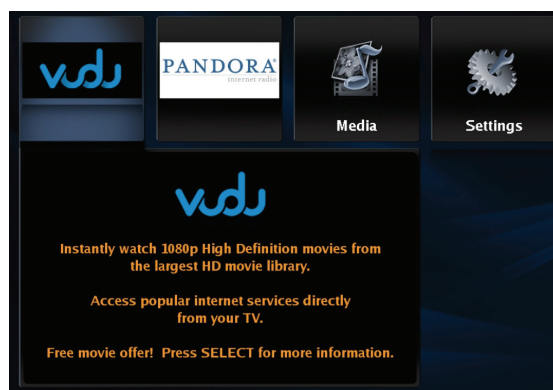 vudu
PANDORA®
internet radio
Media
Settings
vudu
Instantly watch 1080p High Definition movies from
the largest HD movie library.
Access popular internet services directly
from your TV.
Free movie offer! Press SELECT for more information.